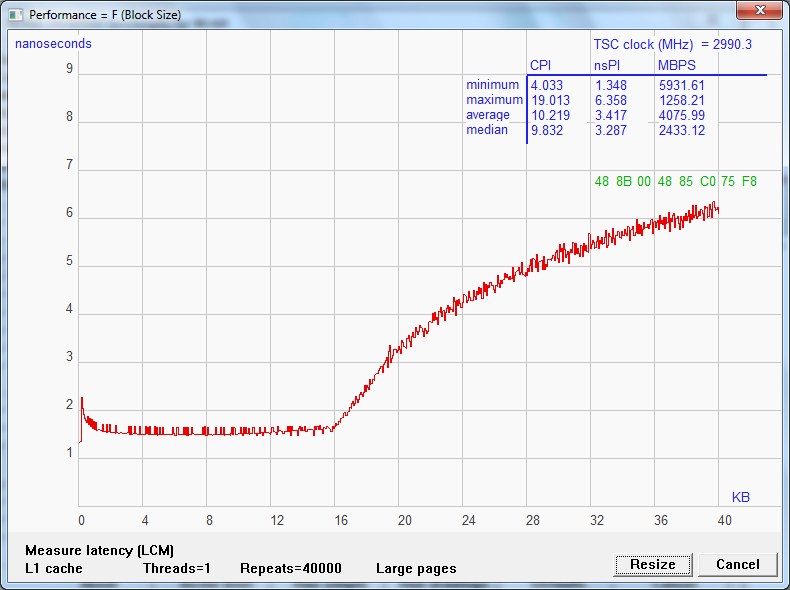 Performance = F (Block Size)
nanoseconds
TSC clock (MHz) = 2990.3
CPI nsPI MBPS
minimum 4.033 1.348 5931.61
maximum 19.013 6.358 1258.21
average 10.219 3.417 4075.99
median 9.832 3.287 2433.12
48 8B 00 48 85 C0 75 F8
9
8
7
6
5
4
3
2
1
KB
0 4 8 12 16 20 24 28 32 36 40
Measure latency (LCM)
L1 cache Threads=1 Repeats=40000 Large pages
Resize Cancel